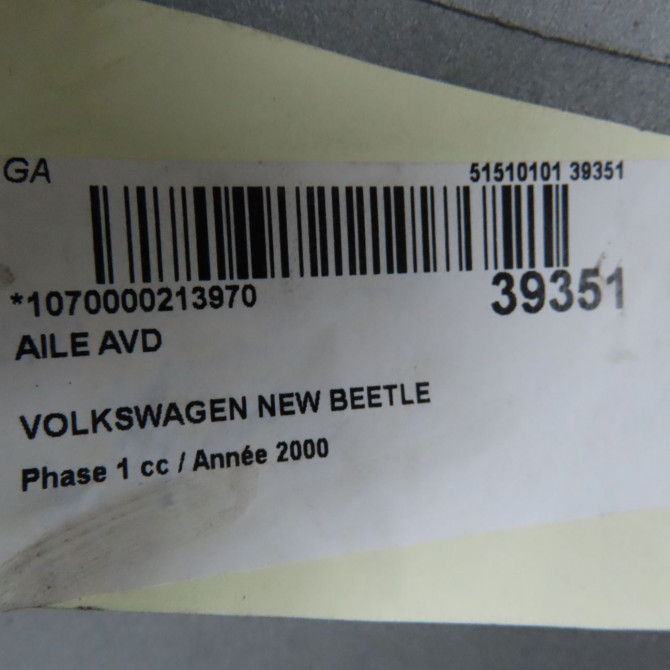 GA 51510101 39351
*1070000213970 39351
AILE AVD
VOLKSWAGEN NEW BEETLE
Phase 1 cc / Année 2000